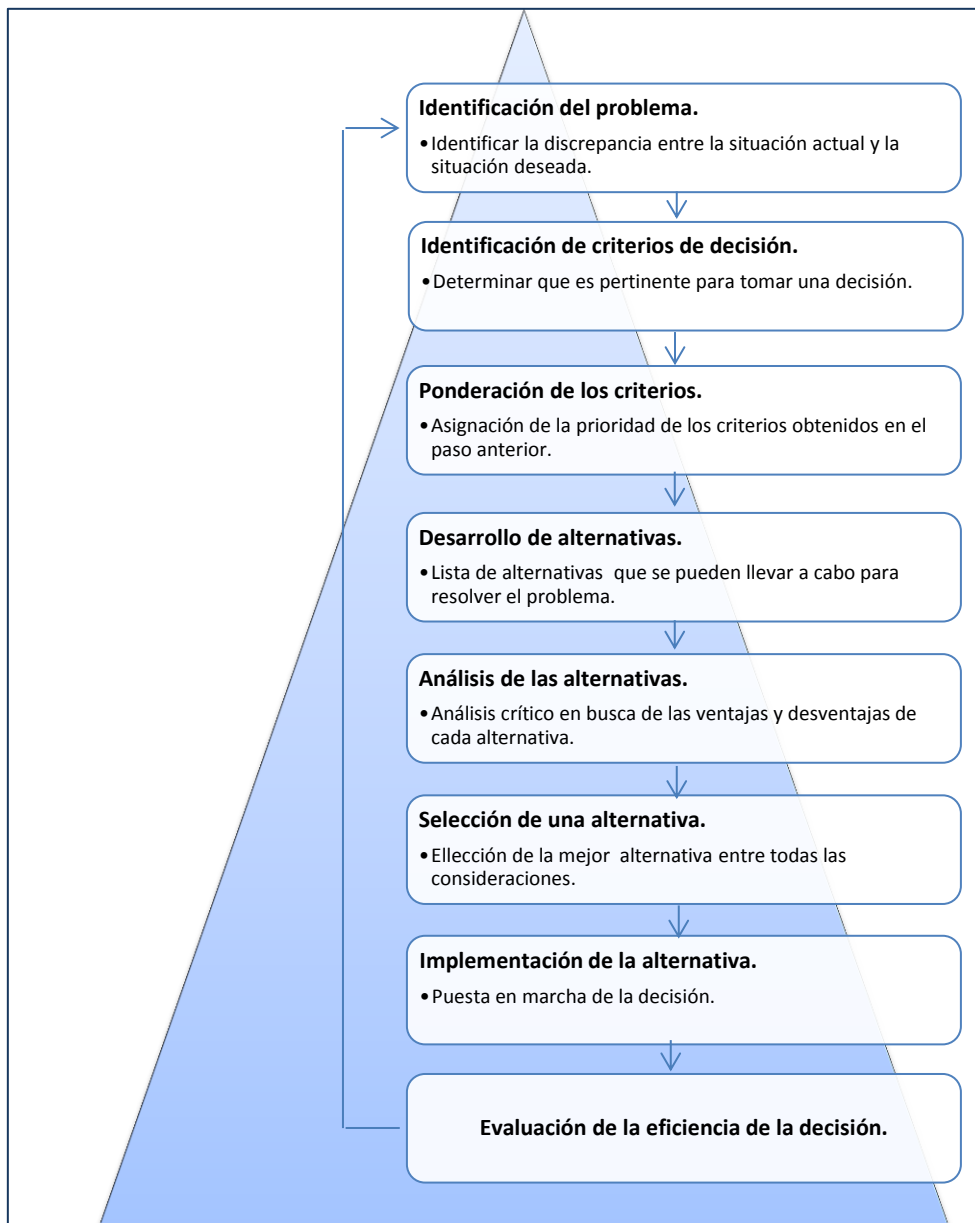 Identificación del problema.
•Identificar la discrepancia entre la situación actual y la
situación deseada.
Identificación de criterios de decisión.
•Determinar que es pertinente para tomar una decisión.
Ponderación de los criterios.
•Asignación de la prioridad de los criterios obtenidos en el
paso anterior.
Desarrollo de alternativas.
•Lista de alternativas que se pueden llevar a cabo para
resolver el problema.
Análisis de las alternativas.
•Análisis crítico en busca de las ventajas y desventajas de
cada alternativa.
Selección de una alternativa.
•Ellección de la mejor alternativa entre todas las
consideraciones.
Implementación de la alternativa.
•Puesta en marcha de la decisión.
Evaluación de la eficiencia de la decisión.